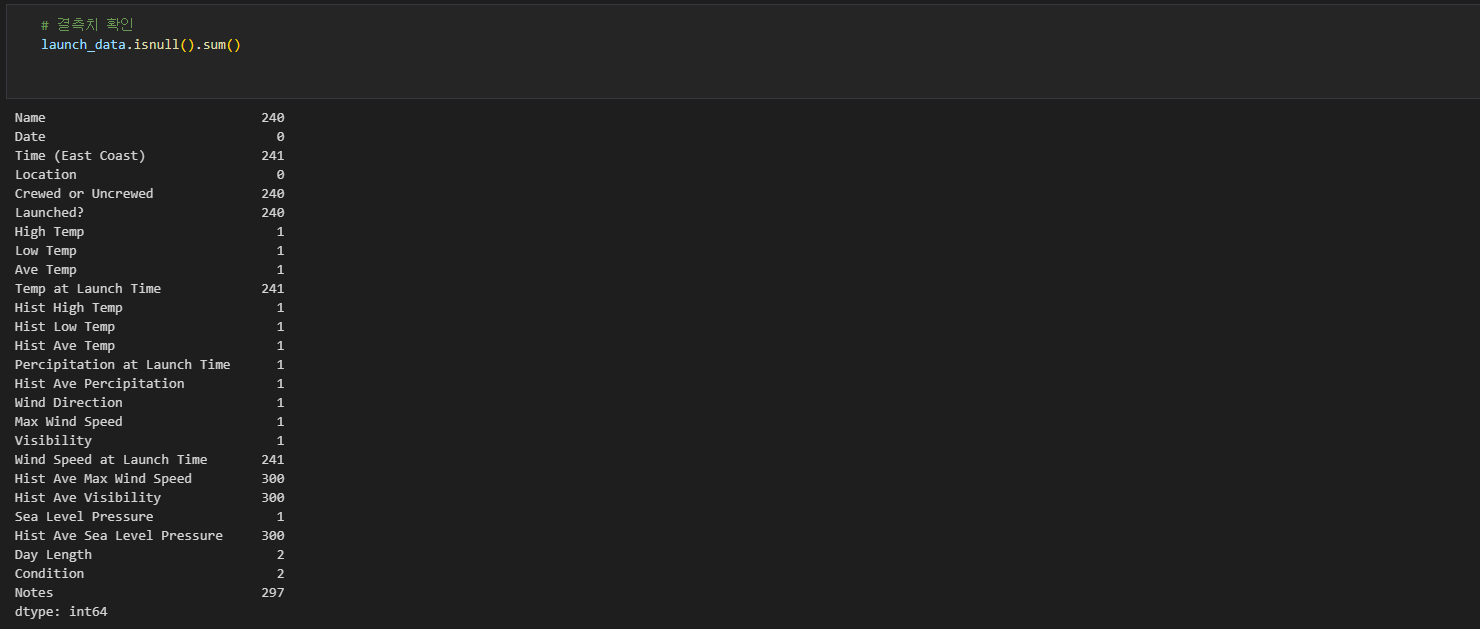 # 결측치 확인
launch_data.isnull().sum()
Name 240
Date 0
Time (East Coast) 241
Location 0
Crewed or Uncrewed 240
Launched? 240
High Temp 1
Low Temp 1
Ave Temp 1
Temp at Launch Time 241
Hist High Temp 1
Hist Low Temp 1
Hist Ave Temp 1
Percipitation at Launch Time 1
Hist Ave Percipitation 1
Wind Direction 1
Max Wind Speed 1
Visibility 1
Wind Speed at Launch Time 241
Hist Ave Max Wind Speed 300
Hist Ave Visibility 300
Sea Level Pressure 1
Hist Ave Sea Level Pressure 300
Day Length 2
Condition 2
Notes 297
dtype: int64